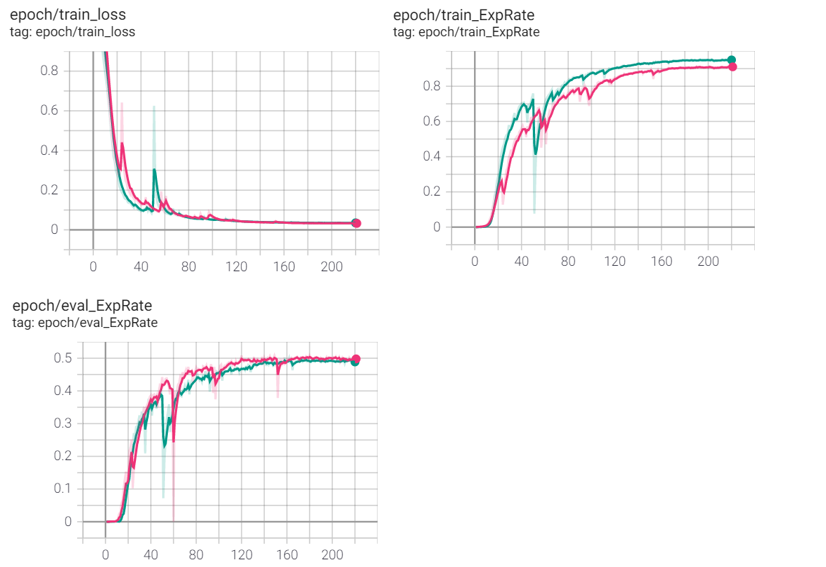 epoch/train_loss
tag: epoch/train_loss
0.8
0.6
0.4
0.2
0
0 40 80 120 160 200
epoch/train_ExpRate
tag: epoch/train_ExpRate
0.8
0.6
0.4
0.2
0
0 40 80 120 160 200
epoch/eval_ExpRate
tag: epoch/eval_ExpRate
0.5
0.4
0.3
0.2
0.1
0
0 40 80 120 160 200